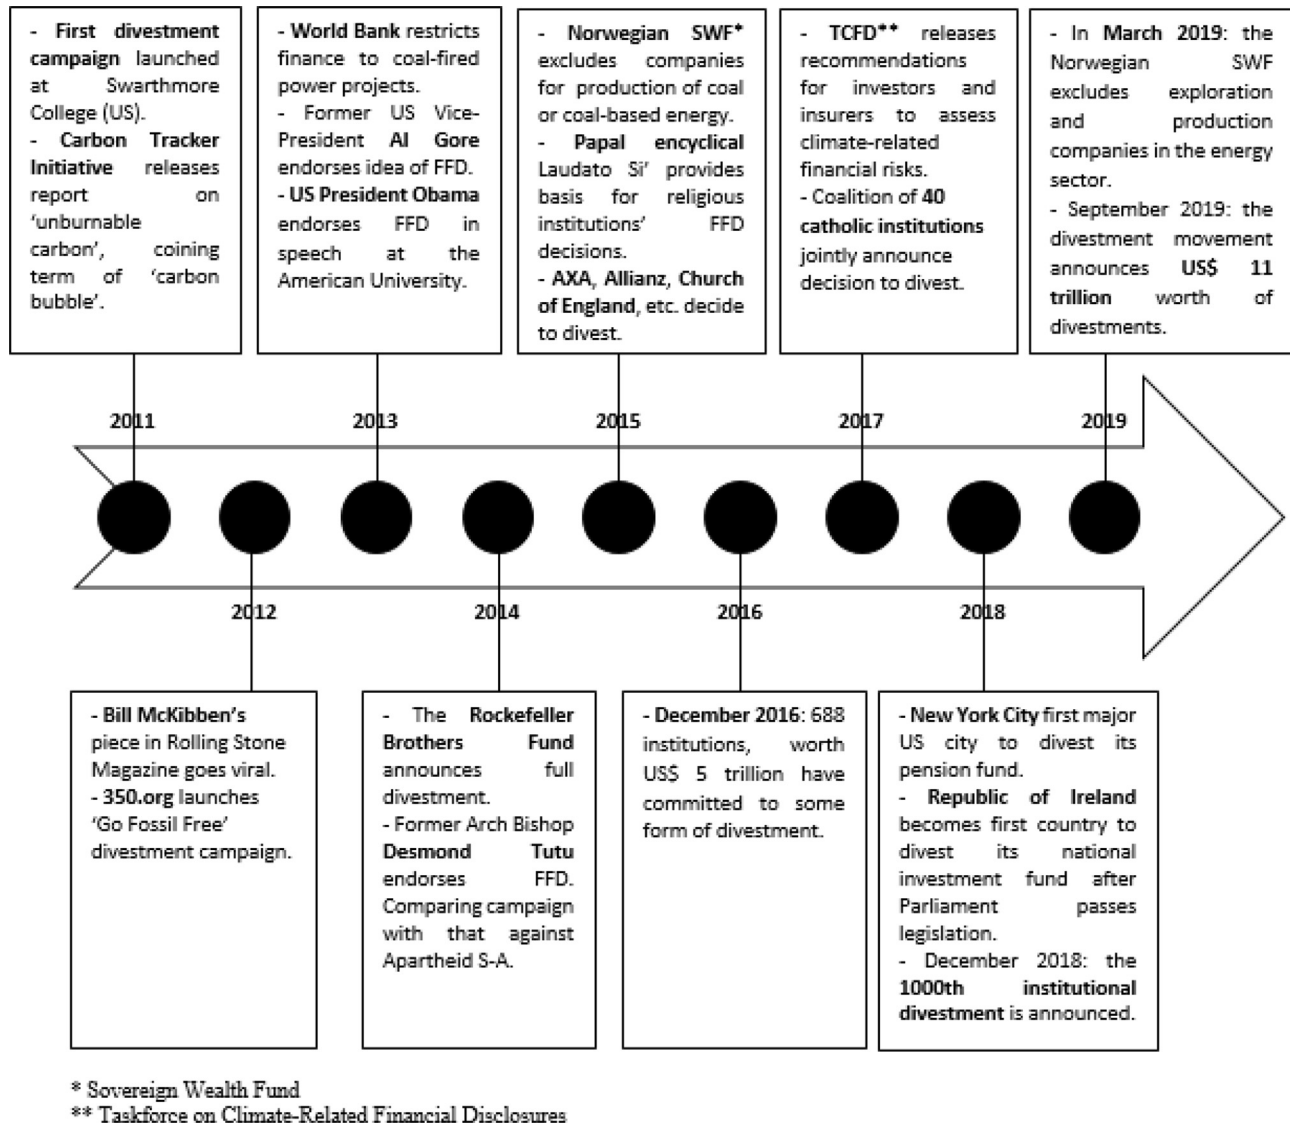 - First divestment
campaign launched
at Swarthmore
College (US).
- Carbon Tracker
Initiative releases
report on
‘unburnable
carbon’, coining
term of ‘carbon
bubble’.
- World Bank restricts
finance to coal-fired
power projects.
- Former US Vice-
President Al Gore
endorses idea of FFD.
- US President Obama
endorses FFD in
speech at the
American University.
- Norwegian SWF*
excludes companies
for production of coal
or coal-based energy.
- Papal encyclical
Laudato Si’ provides
basis for religious
institutions’ FFD
decisions.
- AXA, Allianz, Church
of England, etc. decide
to divest.
- TCFD** releases
recommendations
for investors and
insurers to assess
climate-related
financial risks.
- Coalition of 40
catholic institutions
jointly announce
decision to divest.
- In March 2019: the
Norwegian SWF
excludes exploration
and production
companies in the energy
sector.
- September 2019: the
divestment movement
announces US$ 11
trillion worth of
divestments.
2011
2013
2015
2017
2019
2012
2014
2016
2018
- Bill McKibben’s
piece in Rolling Stone
Magazine goes viral.
- 350.org launches
‘Go Fossil Free’
divestment campaign.
- The Rockefeller
Brothers Fund
announces full
divestment.
- Former Arch Bishop
Desmond Tutu
endorses FFD.
Comparing campaign
with that against
Apartheid S-A.
- December 2016: 688
institutions, worth
US$ 5 trillion have
committed to some
form of divestment.
- New York City first major
US city to divest its
pension fund.
- Republic of Ireland
becomes first country to
divest its national
investment fund after
Parliament passes
legislation.
- December 2018: the
1000th institutional
divestment is announced.
* Sovereign Wealth Fund
** Taskforce on Climate-Related Financial Disclosures